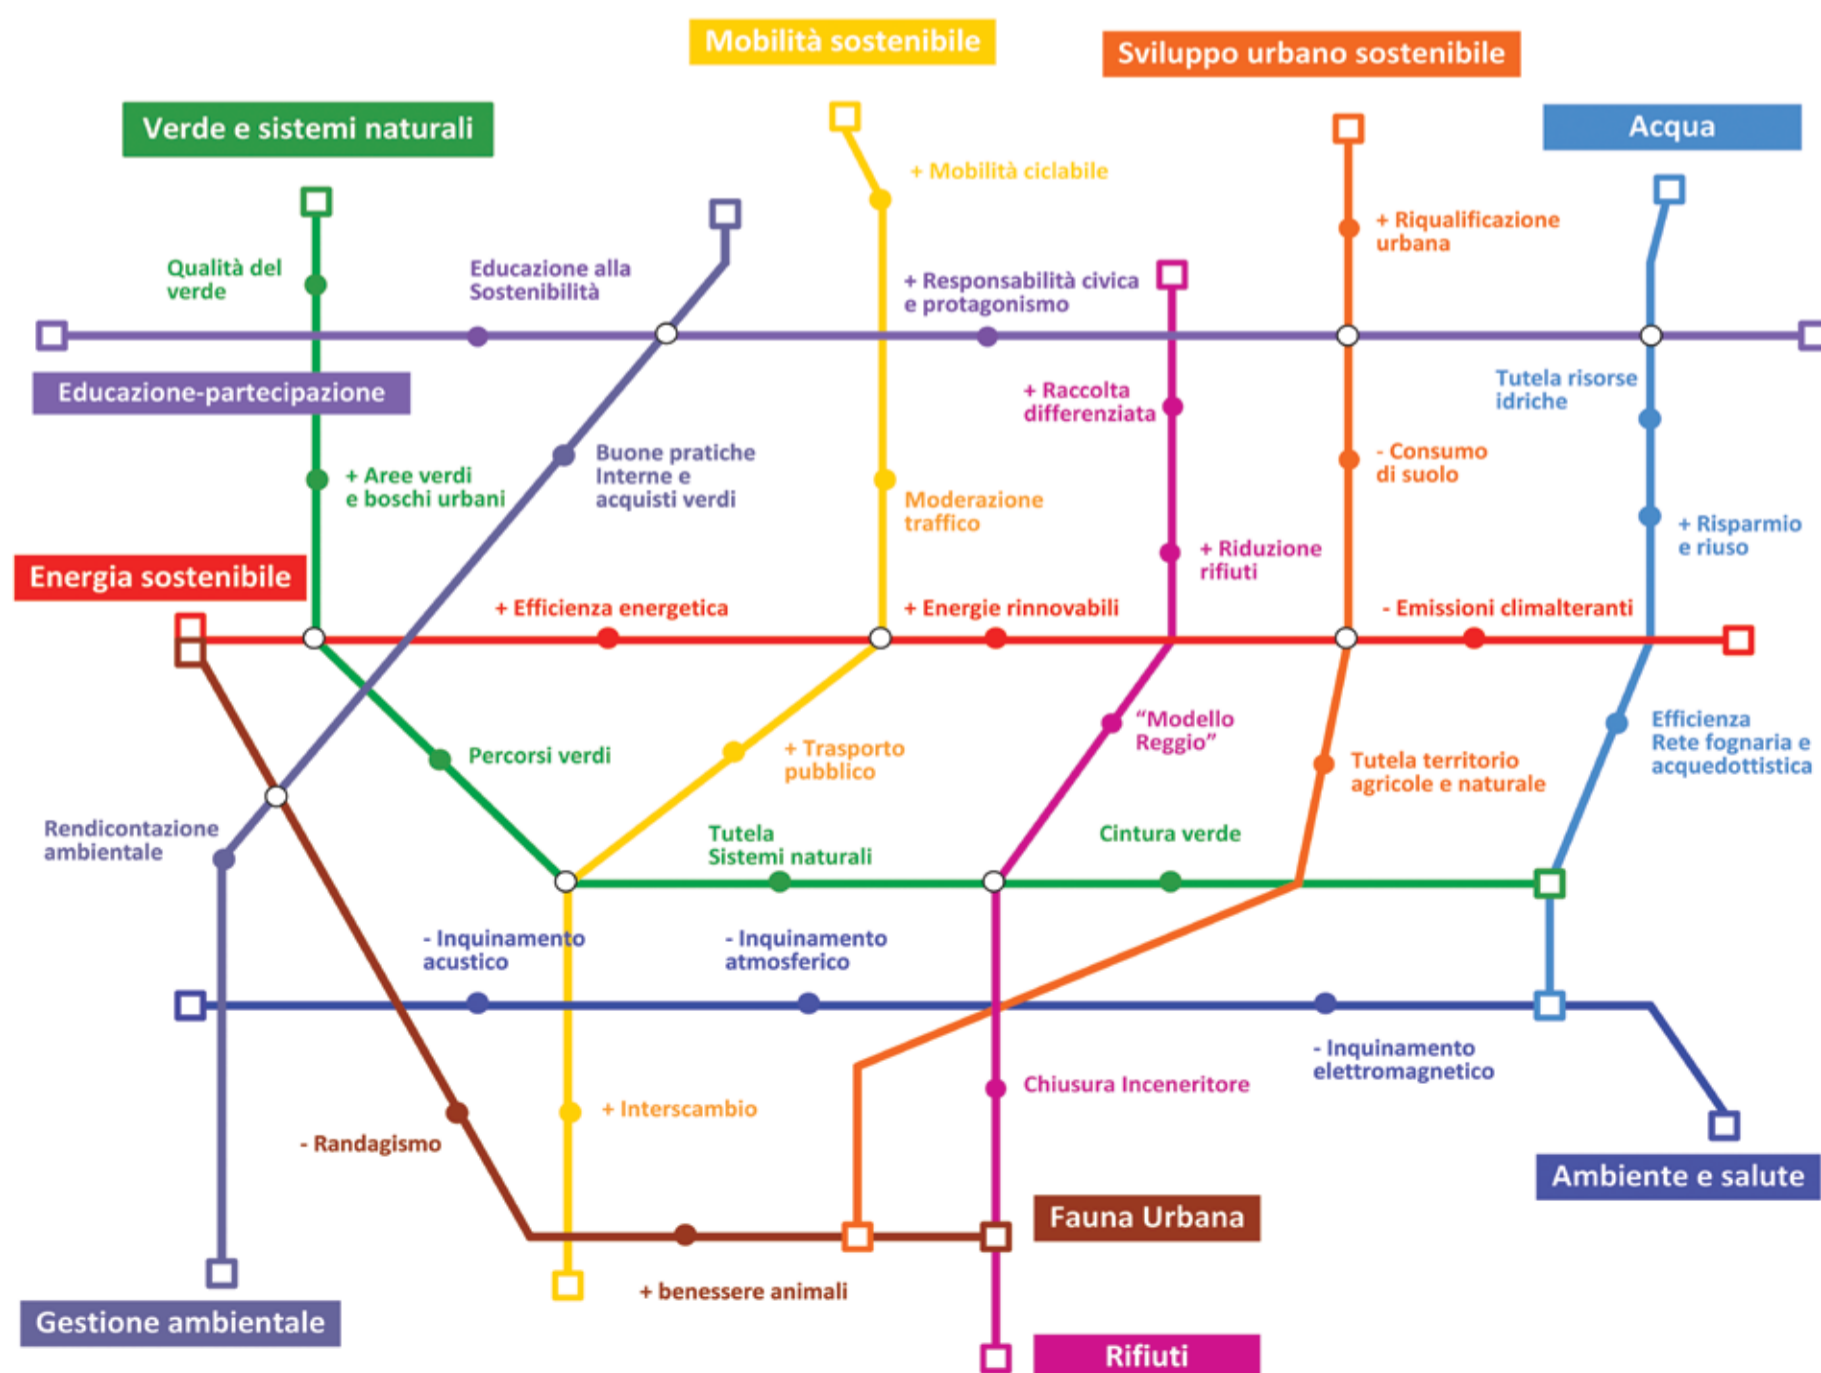 Mobilità sostenibile
Sviluppo urbano sostenibile
Verde e sistemi naturali
Acqua
+ Mobilità ciclabile
+ Riqualificazione
urbana
Qualità del
verde
Educazione alla
Sostenibilità
+ Responsabilità civica
e protagonismo
Educazione-partecipazione
+ Raccolta
differenziata
Tutela risorse
idriche
+ Aree verdi
e boschi urbani
Buone pratiche
Interne e
acquisti verdi
Moderazione
traffico
- Consumo
di suolo
+ Risparmio
e riuso
+ Riduzione
rifiuti
Energia sostenibile
+ Efficienza energetica
+ Energie rinnovabili
- Emissioni climalteranti
Percorsi verdi
+ Trasporto
pubblico
“Modello
Reggio”
Tutela territorio
agricole e naturale
Efficienza
Rete fognaria e
acquedottistica
Rendicontazione
ambientale
Tutela
Sistemi naturali
Cintura verde
- Inquinamento
acustico
- Inquinamento
atmosferico
- Inquinamento
elettromagnetico
Chiusura Inceneritore
+ Interscambio
- Randagismo
Ambiente e salute
Fauna Urbana
+ benessere animali
Gestione ambientale
Rifiuti